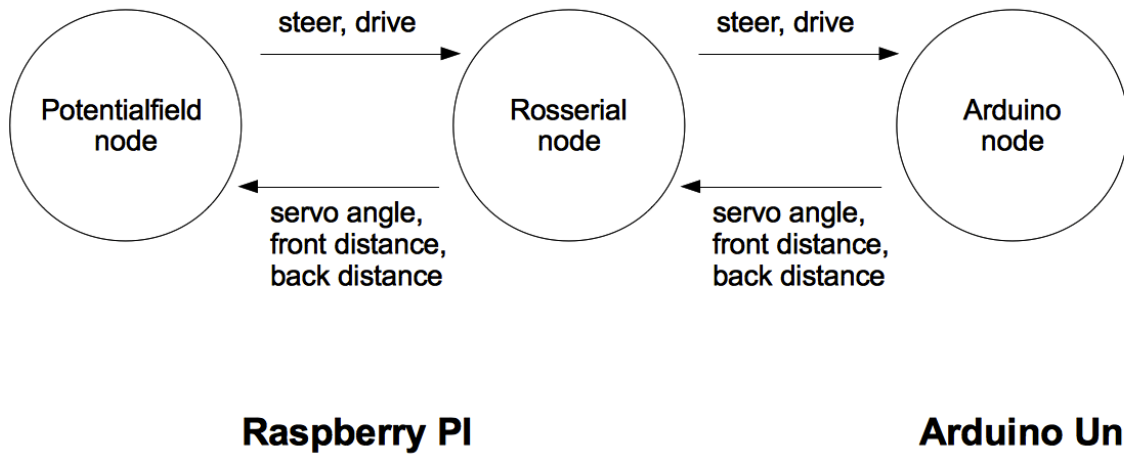 steer, drive
steer, drive
Potentialfield
node
Rosserial
node
Arduino
node
servo angle,
front distance,
back distance
servo angle,
front distance,
back distance
Raspberry PI
Arduino Un